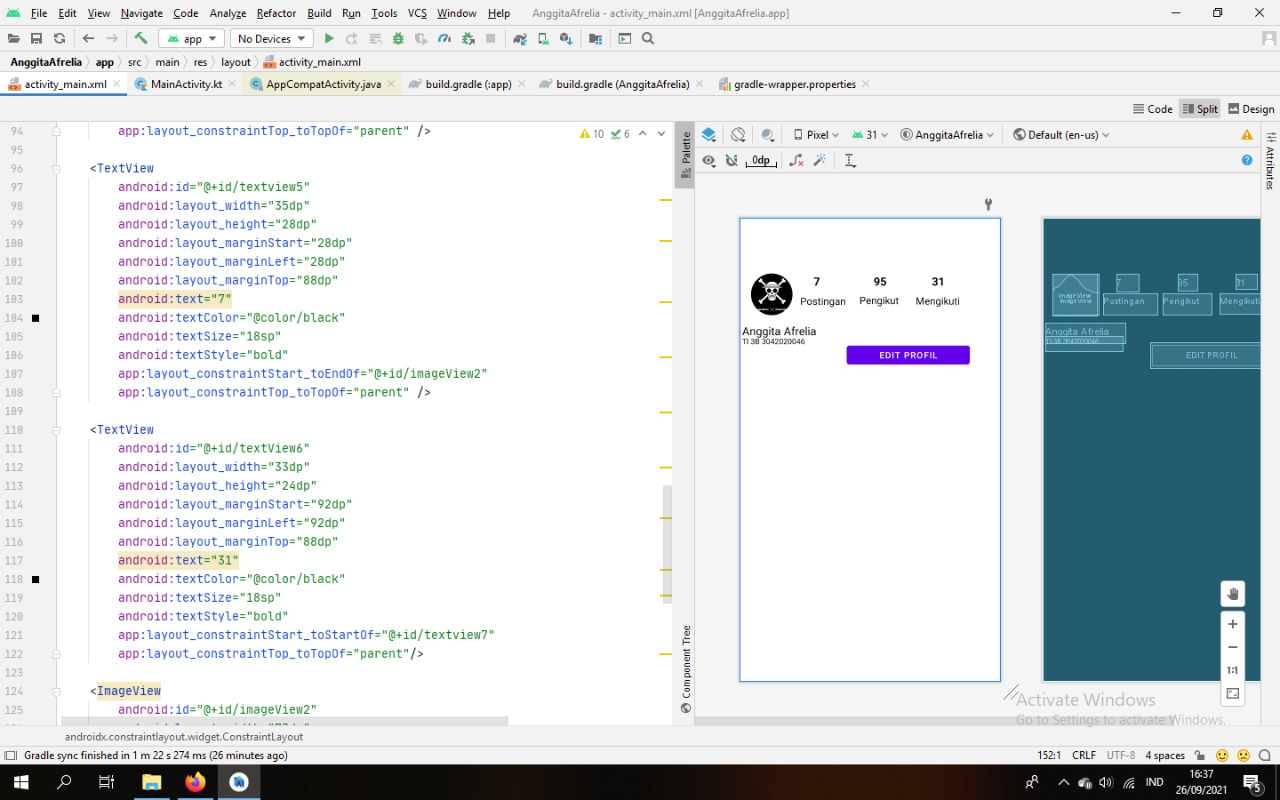 File Edit View Navigate Code Analyze Refactor Build Run Tools VCS Window Help AnggitaAfrelia - activity_main.xml [AnggitaAfrelia.app]
app No Devices
AnggitaAfrelia app src main res layout activity_main.xml
activity_main.xml MainActivity.kt AppCompatActivity.java build.gradle (:app) build.gradle (AnggitaAfrelia) gradle-wrapper.properties
Code Split Design
94 app:layout_constraintTop_toTopOf="parent" />
10 6
95
96 <TextView
97 android:id="@+id/textview5"
98 android:layout_width="35dp"
99 android:layout_height="28dp"
100 android:layout_marginStart="28dp"
101 android:layout_marginLeft="28dp"
102 android:layout_marginTop="88dp"
103 android:text="7"
104 android:textColor="@color/black"
105 android:textSize="18sp"
106 android:textStyle="bold"
107 app:layout_constraintStart_toEndOf="@+id/imageView2"
108 app:layout_constraintTop_toTopOf="parent" />
109
110 <TextView
111 android:id="@+id/textView6"
112 android:layout_width="33dp"
113 android:layout_height="24dp"
114 android:layout_marginStart="92dp"
115 android:layout_marginLeft="92dp"
116 android:layout_marginTop="88dp"
117 android:text="31"
118 android:textColor="@color/black"
119 android:textSize="18sp"
120 android:textStyle="bold"
121 app:layout_constraintStart_toStartOf="@+id/textview7"
122 app:layout_constraintTop_toTopOf="parent"/>
123
124 <ImageView
125 android:id="@+id/imageView2"
Palette
Component Tree
Pixel 31 AnggitaAfrelia Default (en-us)
0dp
Attributes
7 95 31
Postingan Pengikut Mengikuti
Anggita Afrelia
TI 3B 3042020046
EDIT PROFIL
7 95 31
ImageView
ImageView
Postingan Pengikut Mengikuti
Anggita Afrelia
TI 3B 3042020046
EDIT PROFIL
1:1
Activate Windows
Go to Settings to activate Windows.
androidx.constraintlayout.widget.ConstraintLayout
Gradle sync finished in 1 m 22 s 274 ms (26 minutes ago) 152:1 CRLF UTF-8 4 spaces
IND
16:37
26/09/2021
5